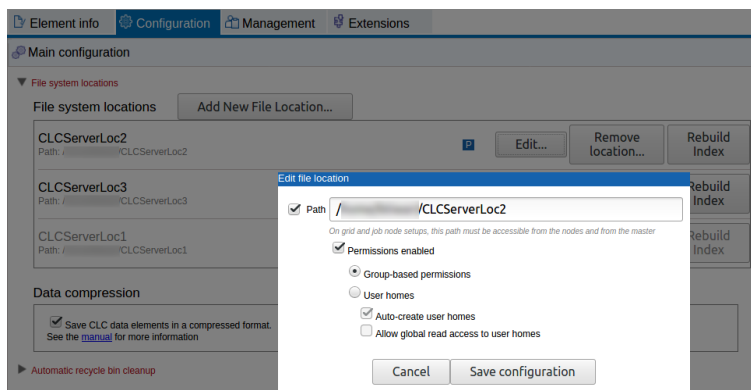 Element info
Configuration
Management
Extensions
Main configuration
File system locations
File system locations
Add New File Location...
CLCServerLoc2
Path: / /CLCServerLoc2
P
Edit...
Remove location...
Rebuild Index
CLCServerLoc3
Path: / /CLCServerLoc3
Rebuild Index
CLCServerLoc1
Path: / /CLCServerLoc1
Rebuild Index
Edit file location
Path
/ /CLCServerLoc2
On grid and job node setups, this path must be accessible from the nodes and from the master
Permissions enabled
Group-based permissions
User homes
Auto-create user homes
Allow global read access to user homes
Cancel
Save configuration
Data compression
Save CLC data elements in a compressed format.
See the manual for more information
Automatic recycle bin cleanup